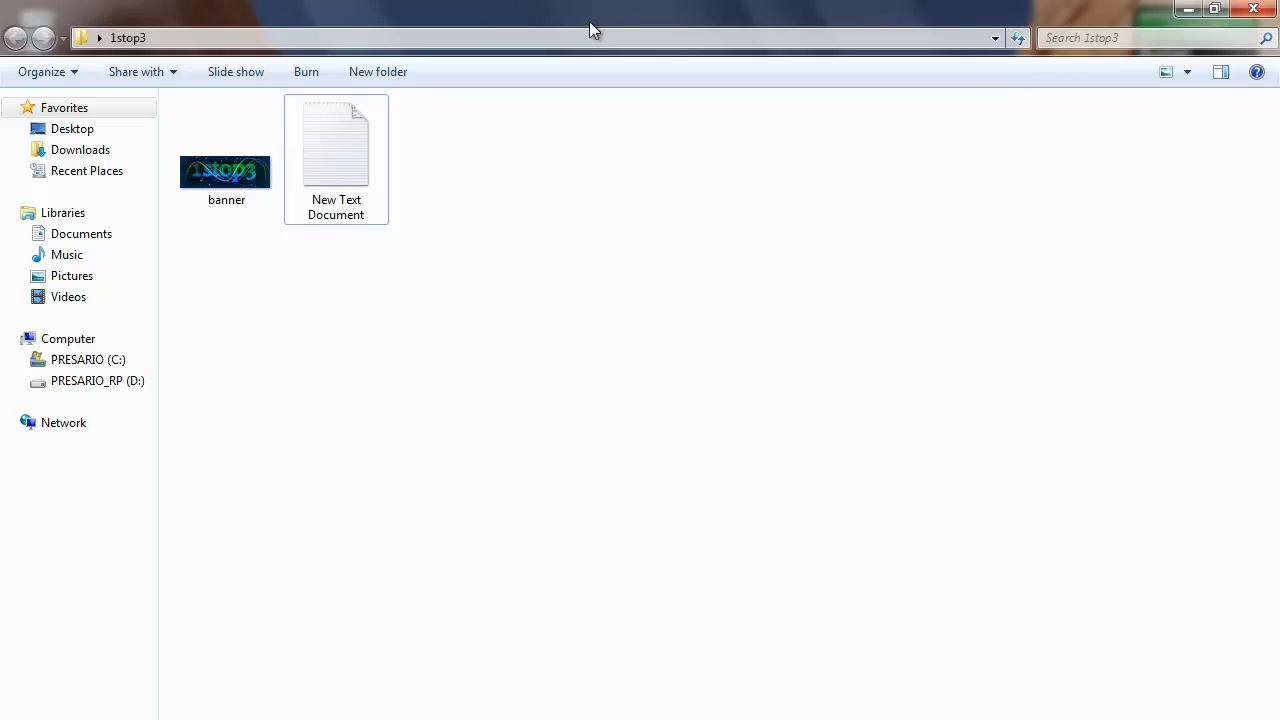 1stop3
Search 1stop3
Organize
Share with
Slide show
Burn
New folder
Favorites
Desktop
Downloads
Recent Places
Libraries
Documents
Music
Pictures
Videos
Computer
PRESARIO (C:)
PRESARIO_RP (D:)
Network
1stop3
banner
New Text
Document